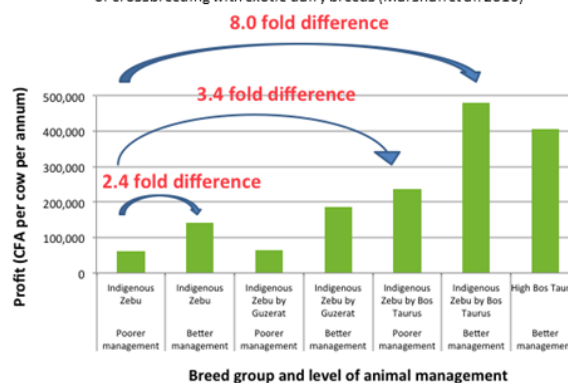 8.0 fold difference
3.4 fold difference
2.4 fold difference
Profit (CFA per cow per annum)
500,000
400,000
300,000
200,000
100,000
0
Indigenous Zebu
Indigenous Zebu
Indigenous Zebu by Guzerat
Indigenous Zebu by Guzerat
Indigenous Zebu by Bos Taurus
Indigenous Zebu by Bos Taurus
High Bos Taur
Poorer management
Better management
Poorer management
Better management
Poorer management
Better management
Better management
Breed group and level of animal management